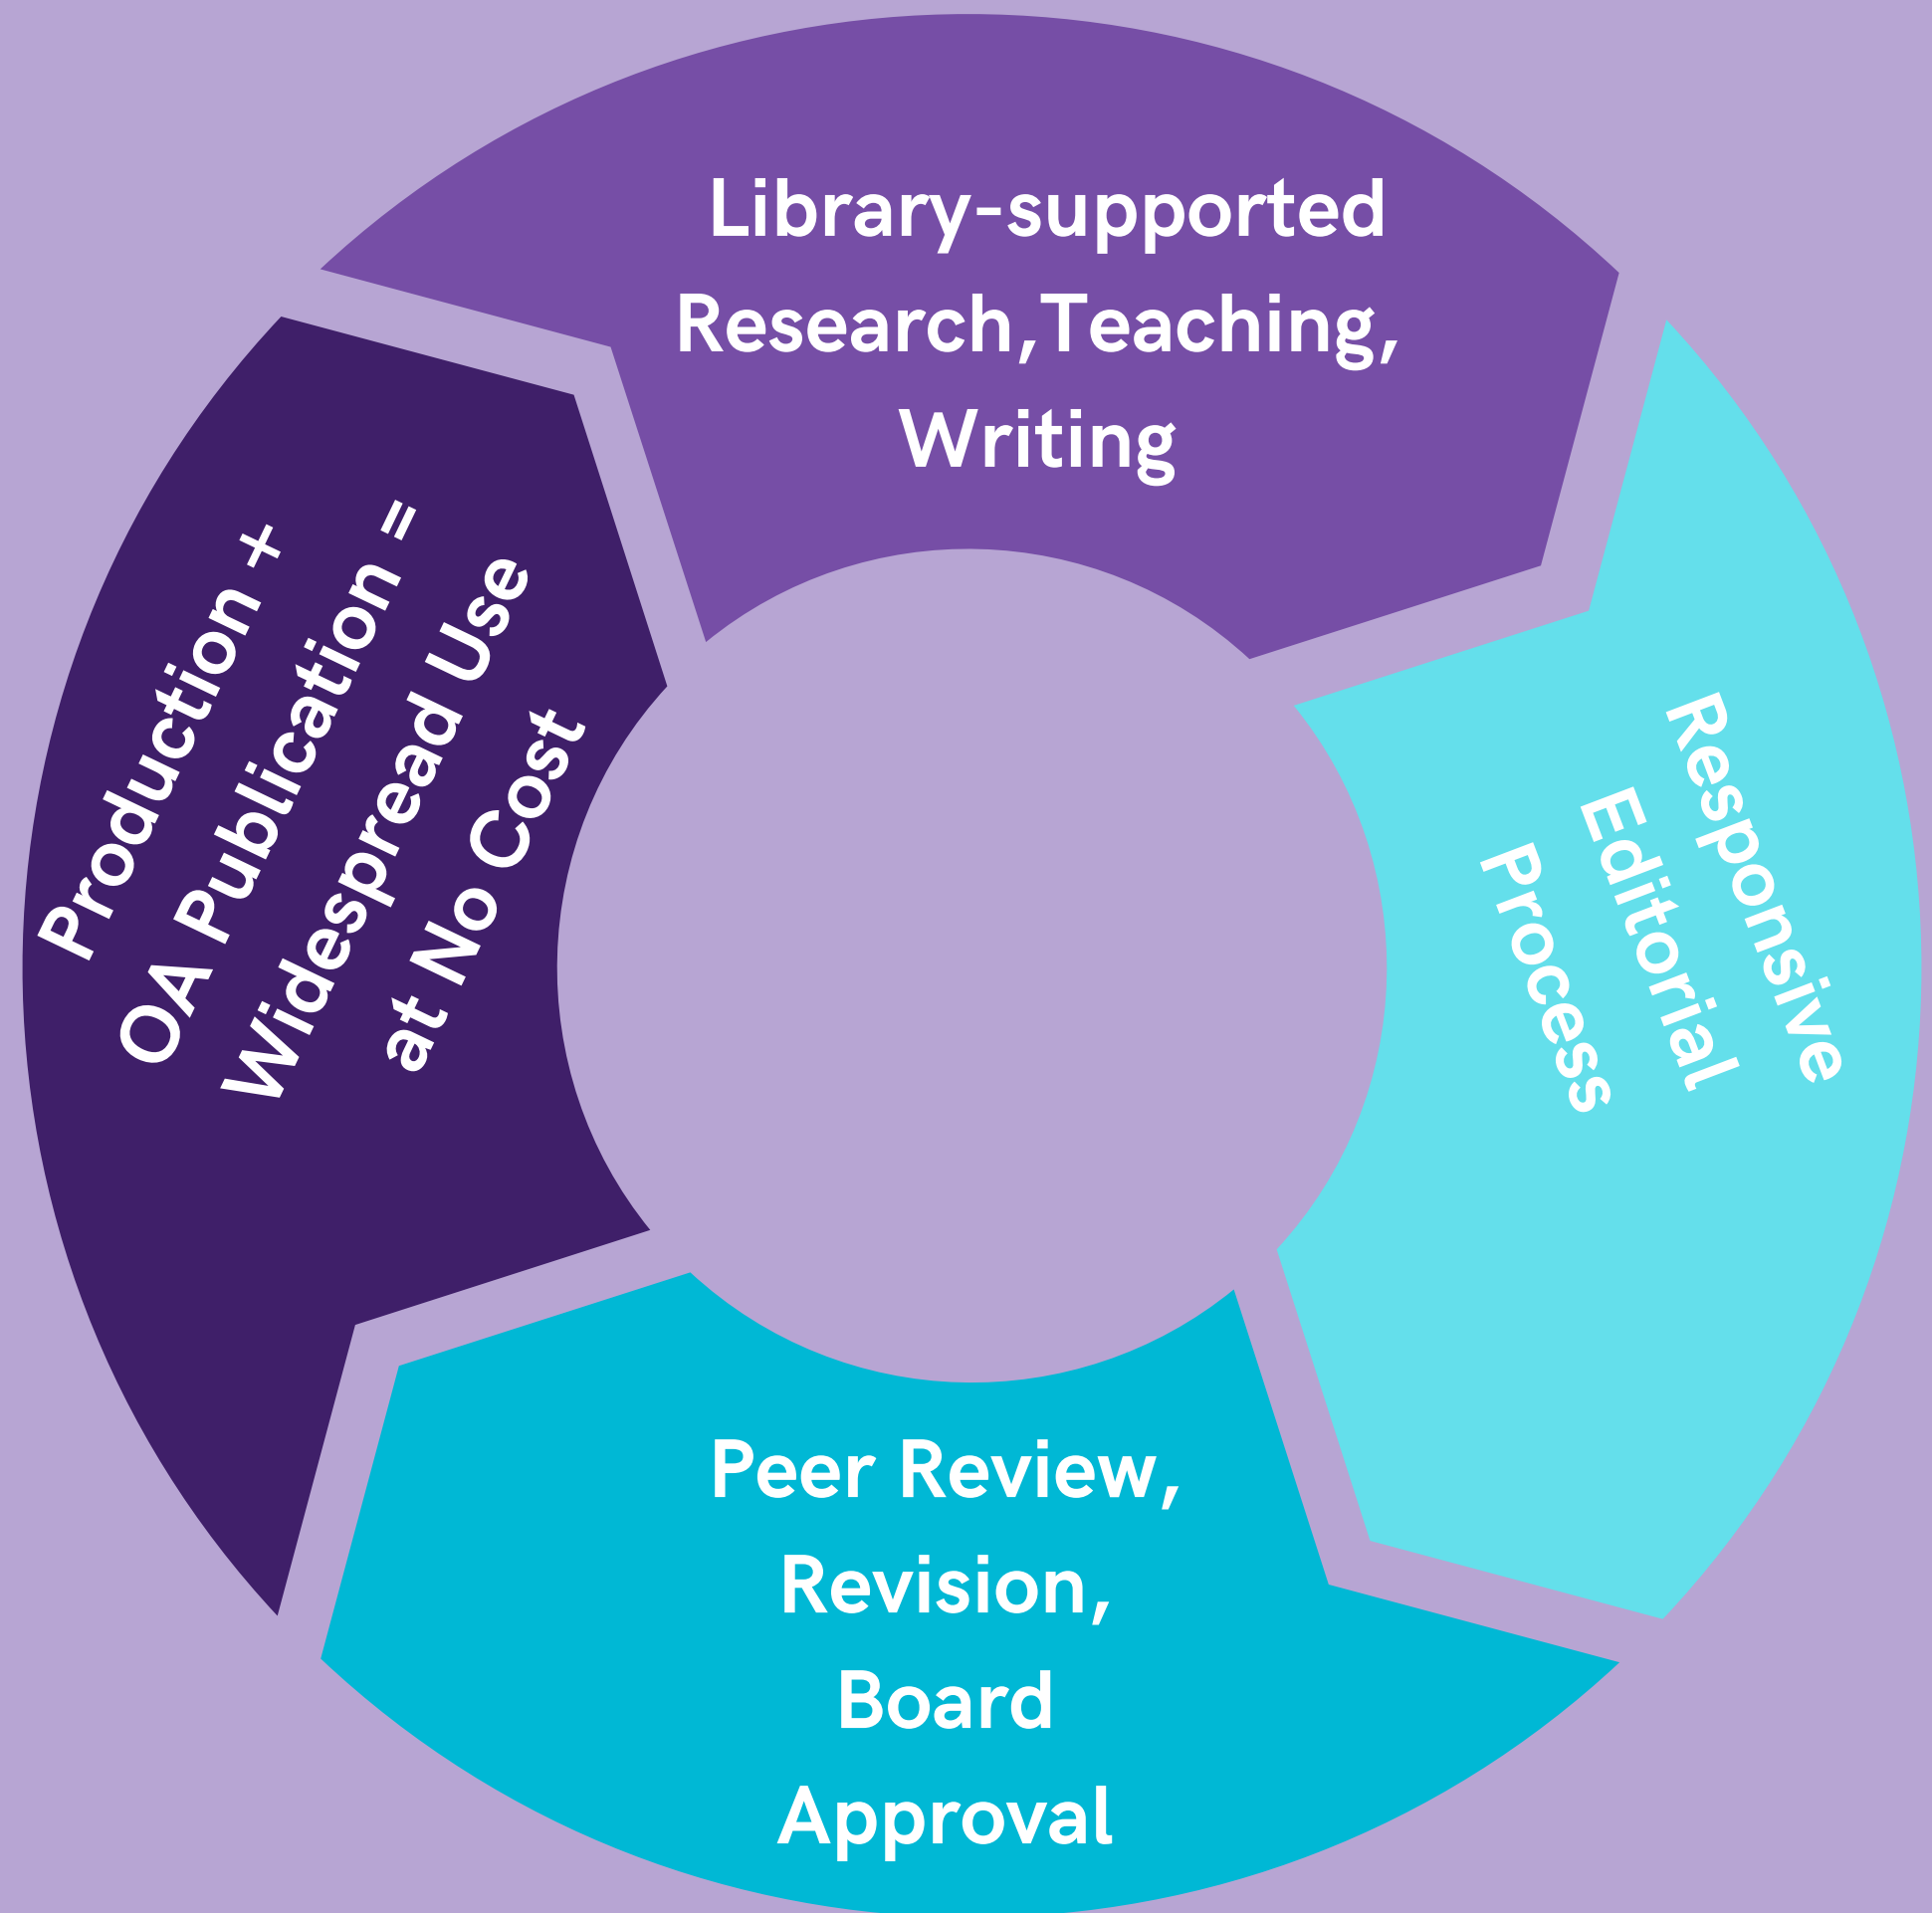 Library-supported
Research,Teaching,
Writing
Responsive
Editorial
Process
Peer Review,
Revision,
Board
Approval
Production +
OA Publication =
Widespread Use
at No Cost